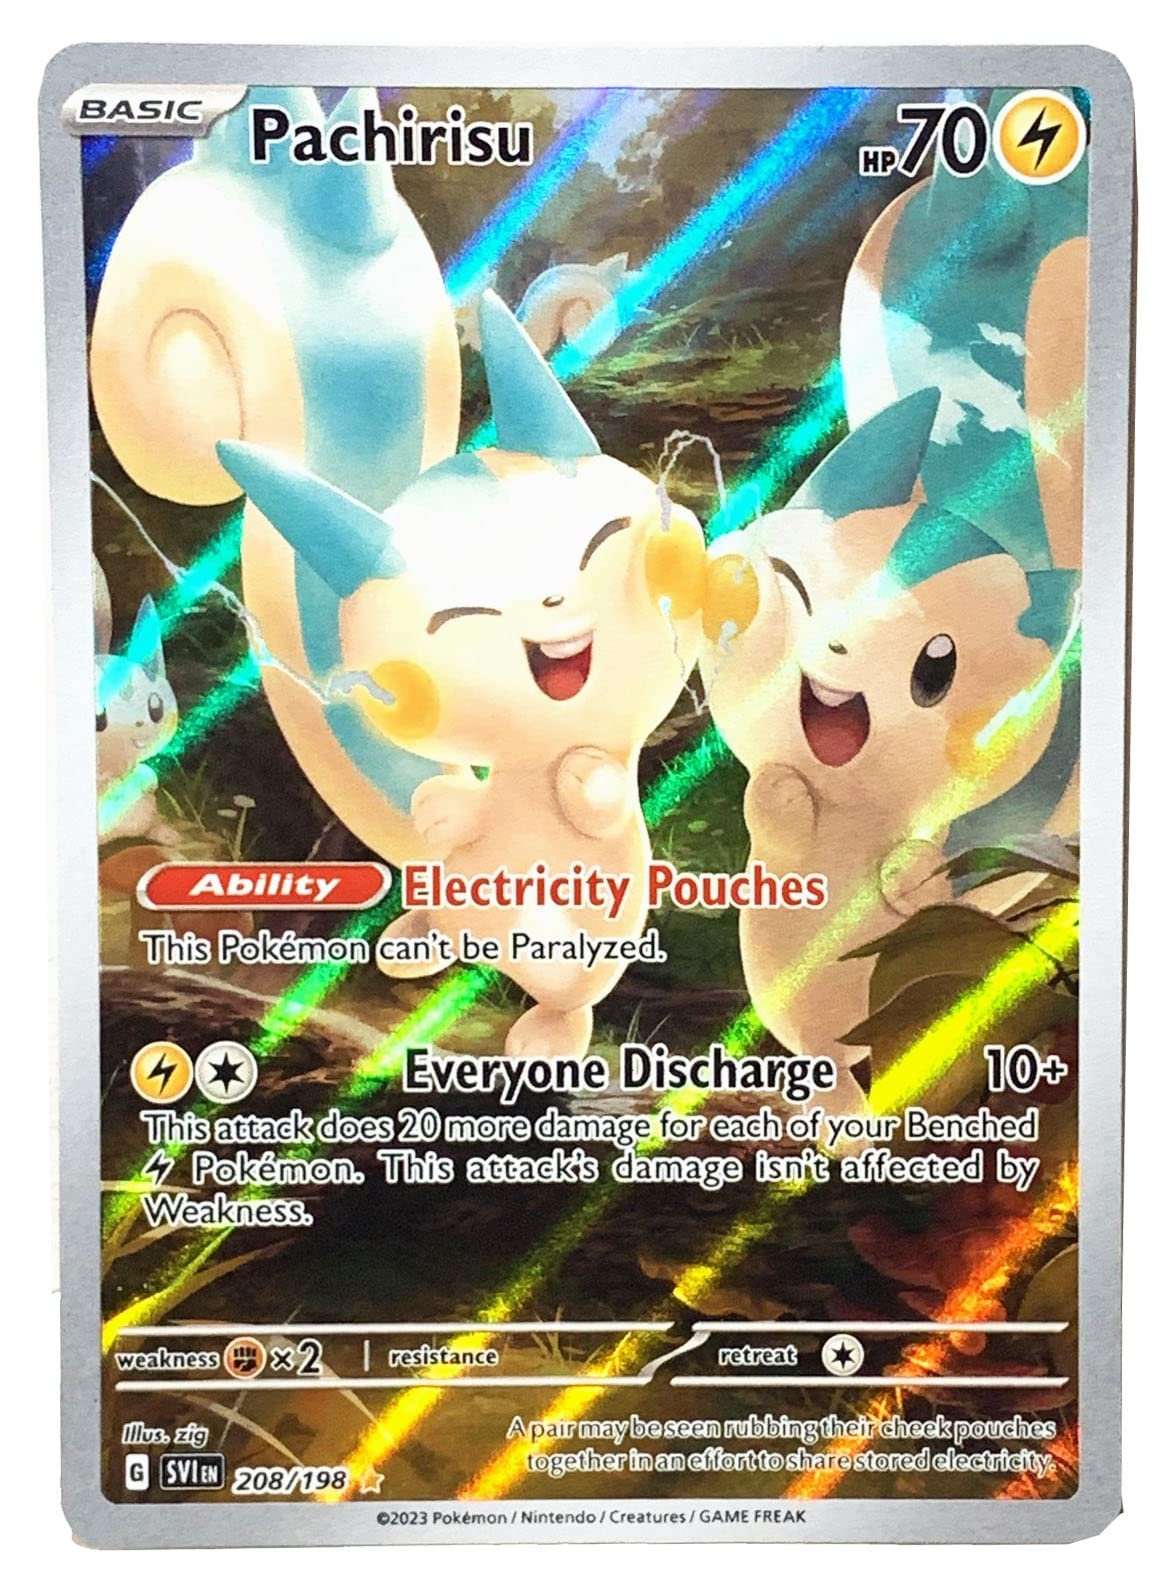 BASIC Pachirisu HP 70
Ability Electricity Pouches
This Pokémon can't be Paralyzed.
Everyone Discharge 10+
This attack does 20 more damage for each of your Benched
Pokémon. This attack's damage isn't affected by
Weakness.
weakness ×2 resistance retreat
Illus. zig
A pair may be seen rubbing their cheek pouches
together in an effort to share stored electricity.
G SVI EN 208/198
©2023 Pokémon / Nintendo / Creatures / GAME FREAK